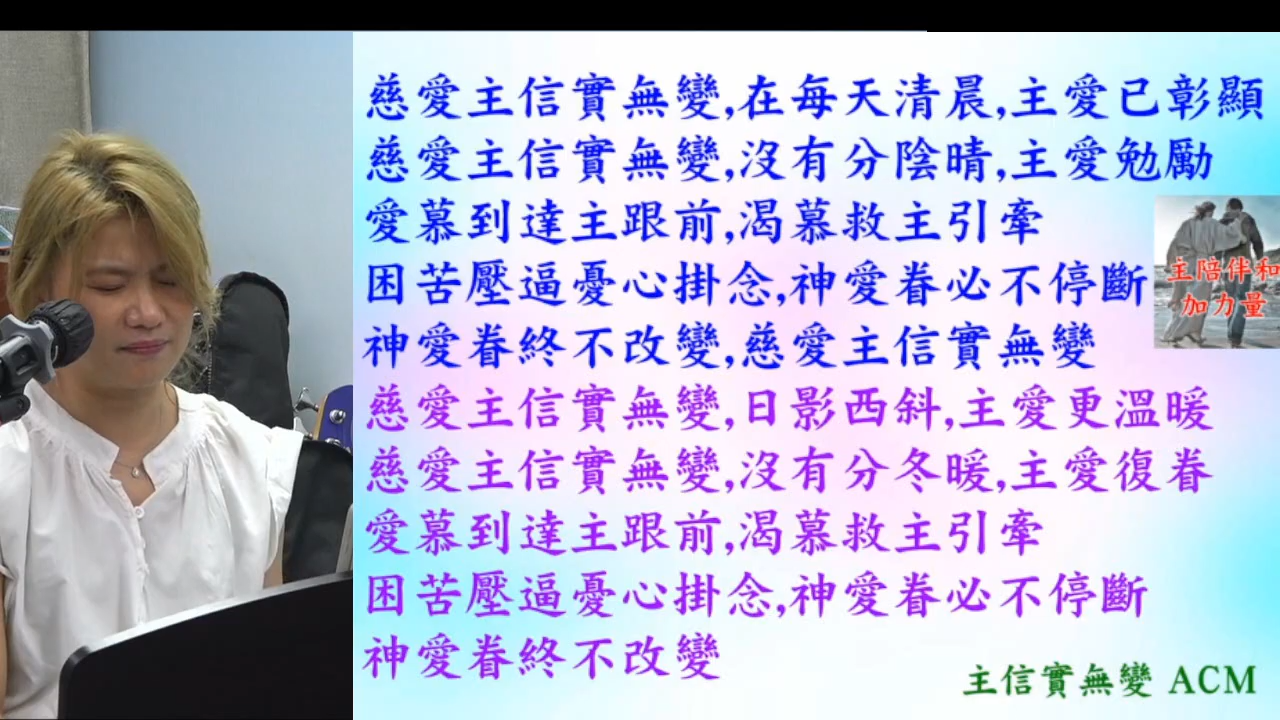 慈愛主信實無變,在每天清晨,主愛已彰顯
慈愛主信實無變,沒有分陰晴,主愛勉勵
愛慕到達主跟前,渴慕救主引牽
困苦壓逼憂心掛念,神愛眷必不停斷
神愛眷終不改變,慈愛主信實無變
慈愛主信實無變,日影西斜,主愛更溫暖
慈愛主信實無變,沒有分冬暖,主愛復眷
愛慕到達主跟前,渴慕救主引牽
困苦壓逼憂心掛念,神愛眷必不停斷
神愛眷終不改變
主陪伴和
加力量
主信實無變 ACM